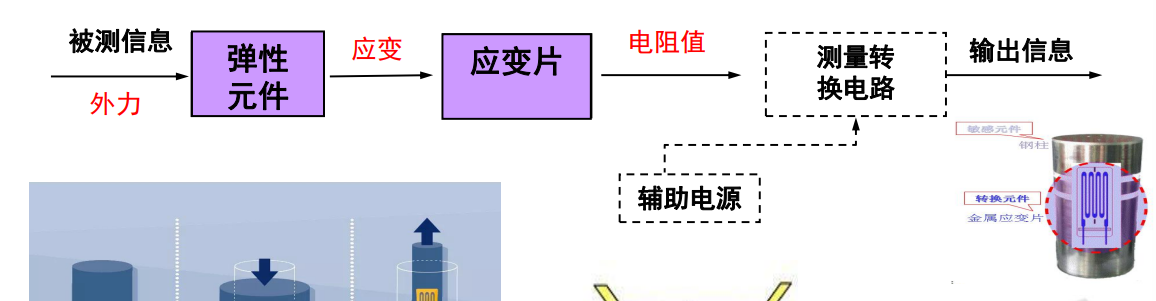 被测信息
外力
弹性
元件
应变
应变片
电阻值
测量转
换电路
输出信息
辅助电源
敏感元件
钢柱
转换元件
金属应变片